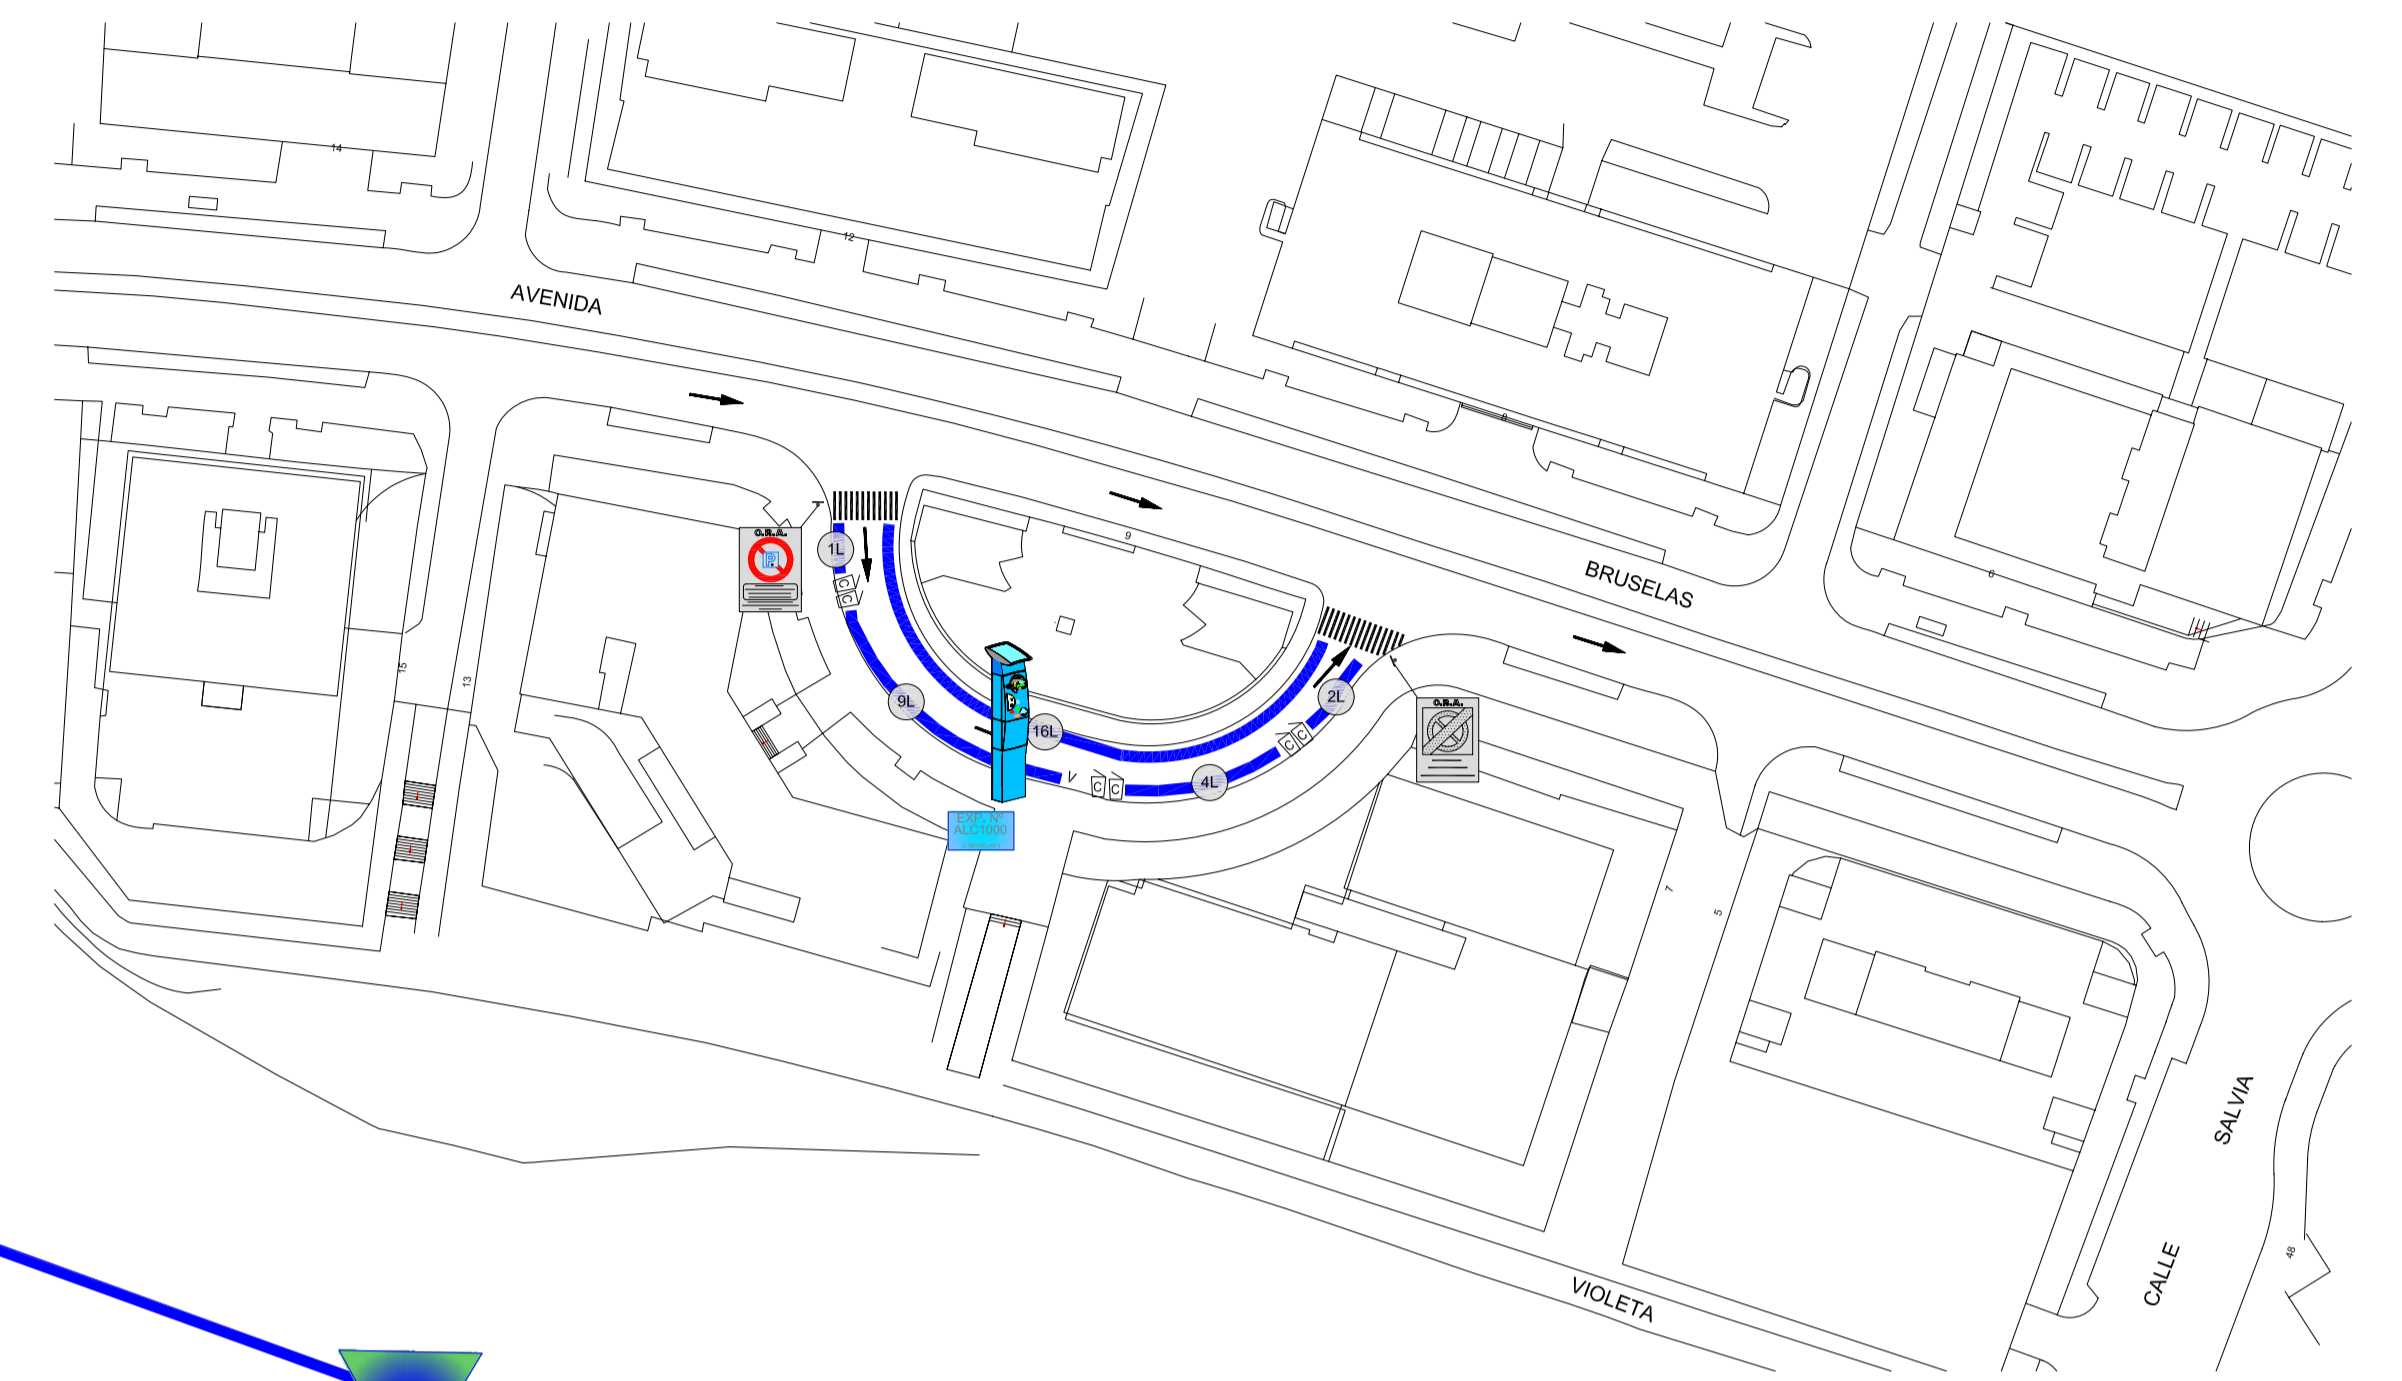 14
12
AVENIDA
8
BRUSELAS
9
6
O.R.A.
P
1L
C
C
15
13
9L
16L
V
C
C
4L
C
C
2L
O.R.A.
EXP. Nº
ALC1000
7
5
SALVIA
CALLE
48
VIOLETA